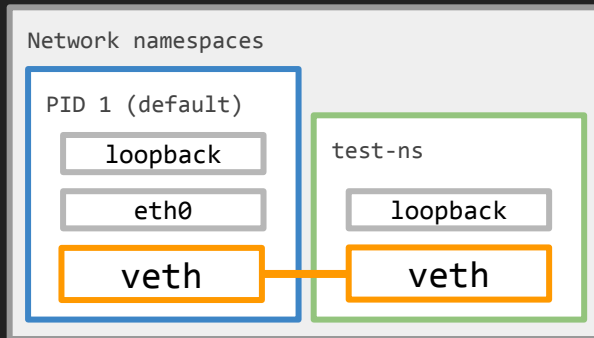 Network namespaces
PID 1 (default)
loopback
eth0
veth
test-ns
loopback
veth